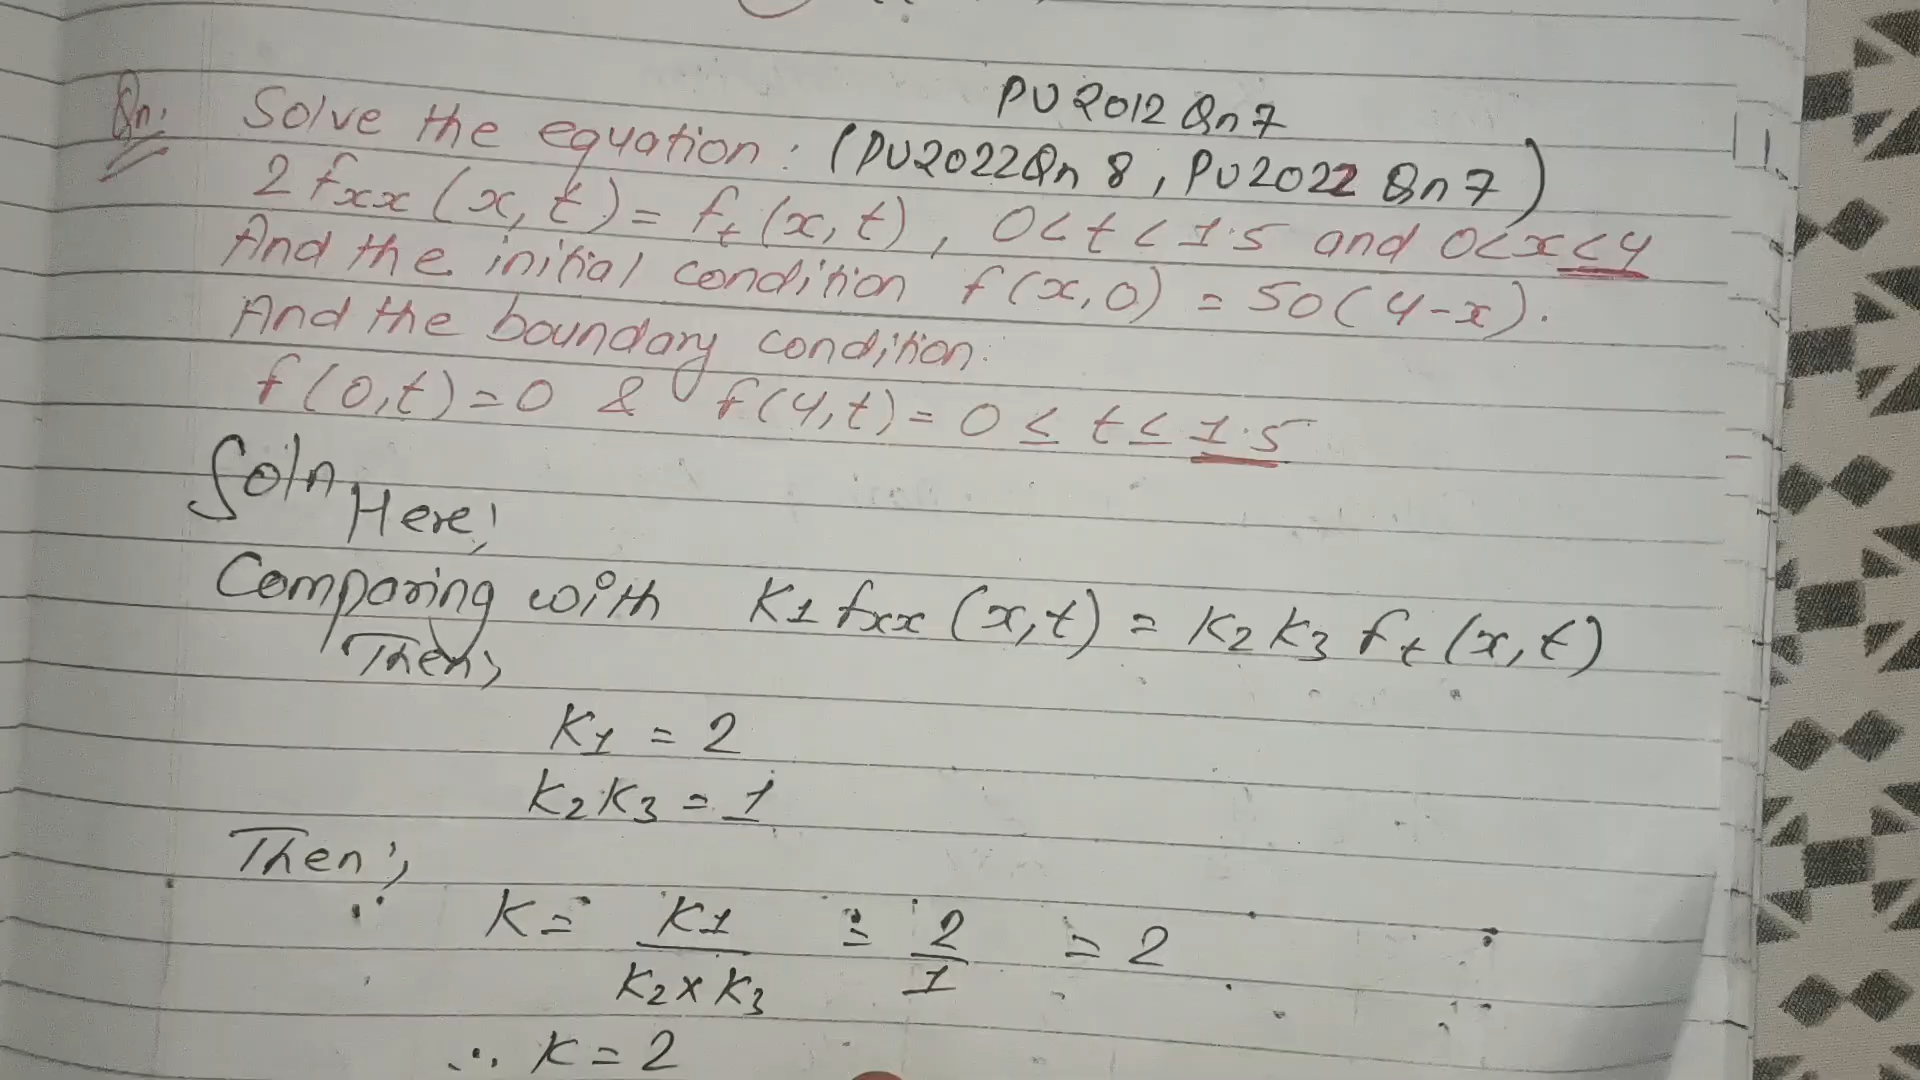 PU 2012 Qn 7
Qn. Solve the equation: (PU2022Qn 8, PU2022 Qn 7)
2 fxx (x, t) = ft (x, t), 0<t<1.5 and 0<x<4
And the initial condition f(x,0) = 50(4-x).
And the boundary condition.
f(0,t)=0 & f(4,t)=0 ≤ t ≤ 1.5
Soln
Here;
Comparing with K1 fxx (x,t) = K2 K3 ft (x,t)
Then,
K1 = 2
K2K3 = 1
Then;
K = K1 / K2 x K3 = 2/1 = 2
∴ K = 2